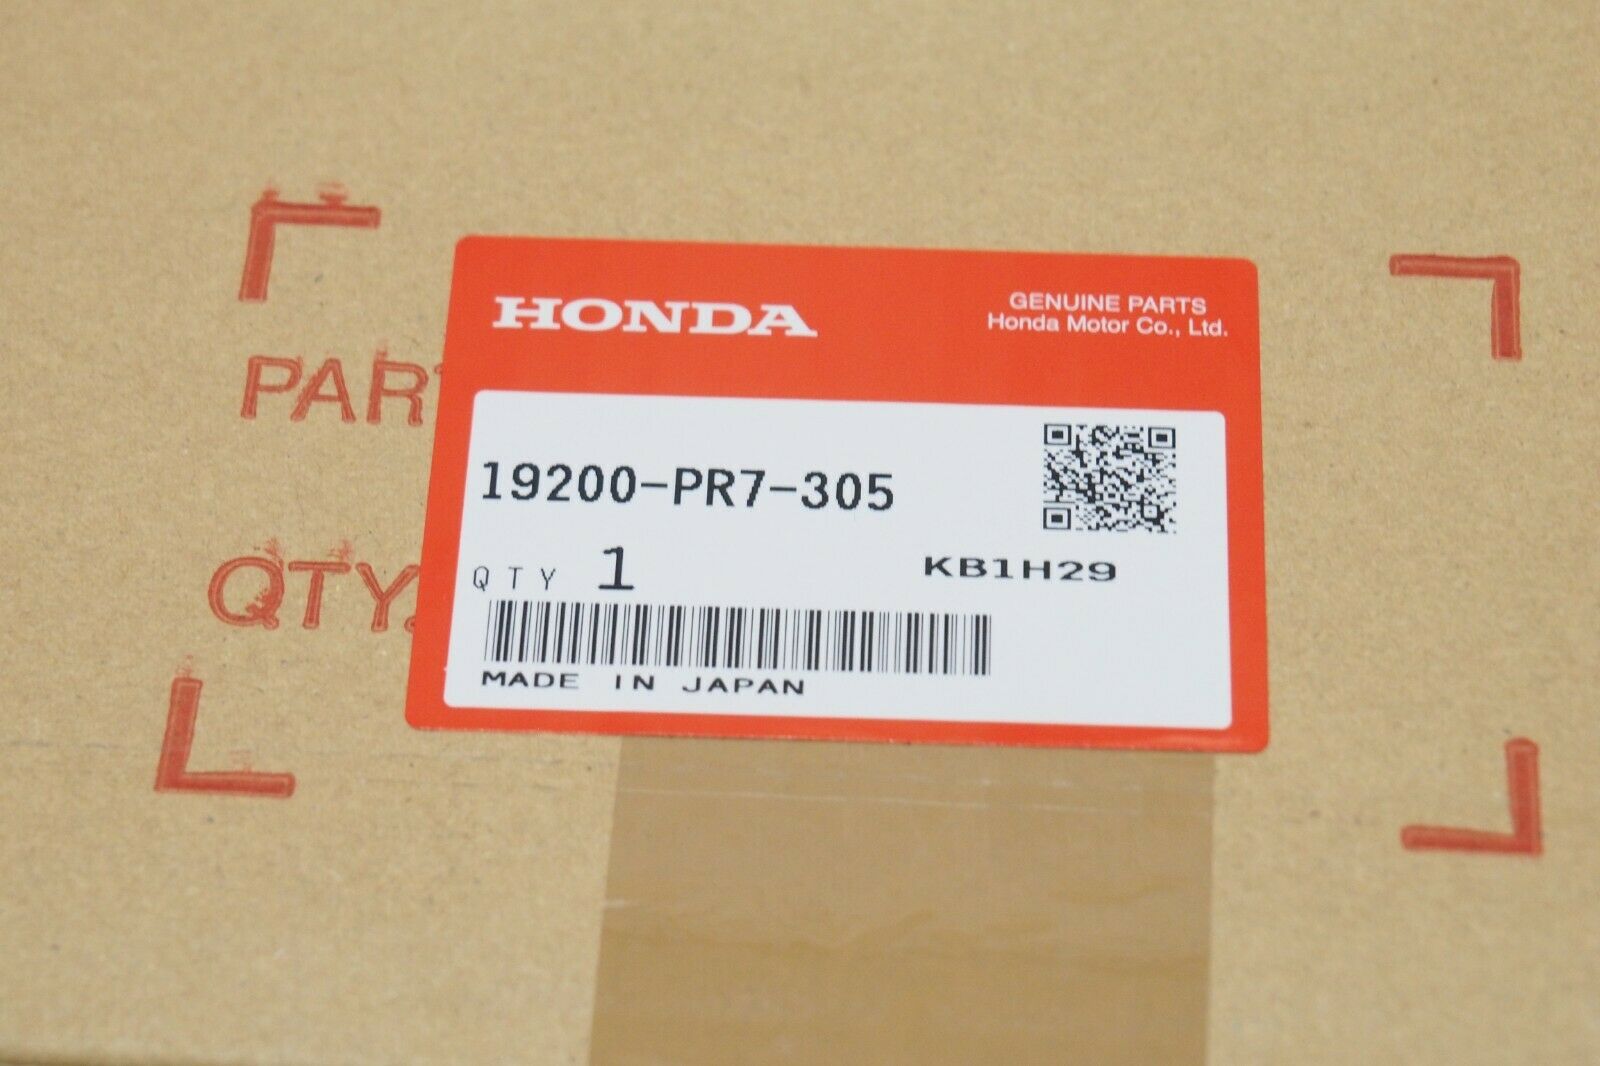 HONDA
GENUINE PARTS
Honda Motor Co., Ltd.
PART
19200-PR7-305
QTY.
QTY 1
KB1H29
MADE IN JAPAN